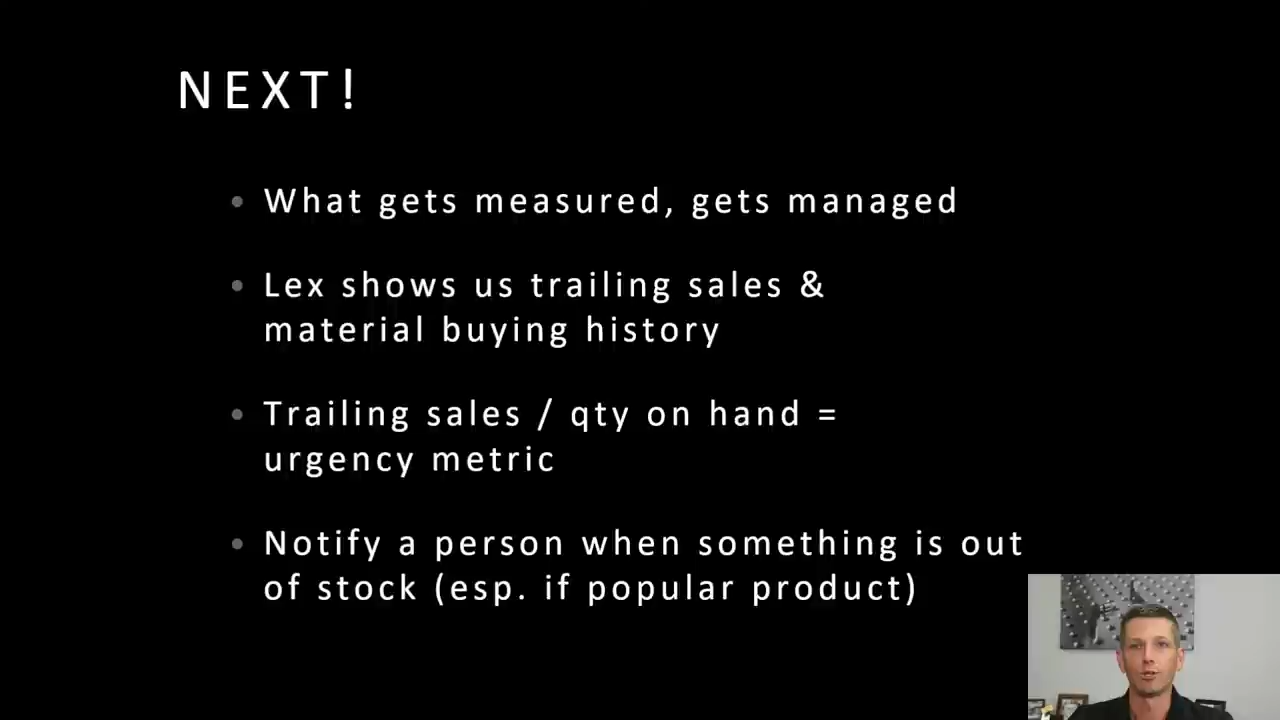 NEXT!
• What gets measured, gets managed
• Lex shows us trailing sales &
material buying history
• Trailing sales / qty on hand =
urgency metric
• Notify a person when something is out
of stock (esp. if popular product)